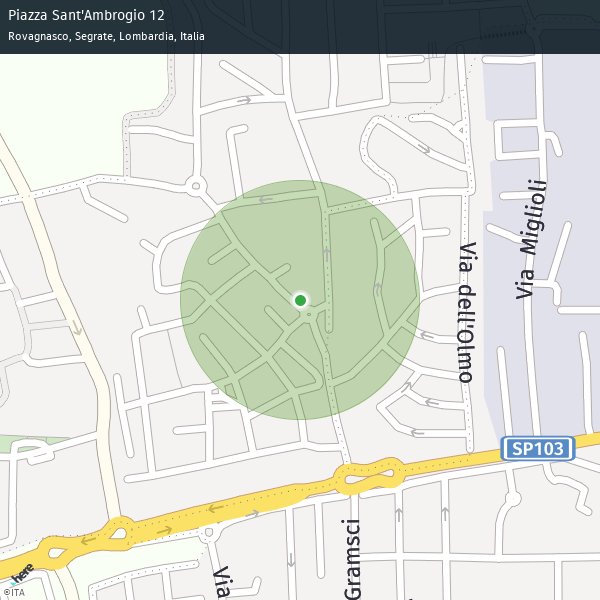 Piazza Sant'Ambrogio 12
Rovagnasco, Segrate, Lombardia, Italia
Via Miglioli
Via dell'Olmo
SP103
Gramsci
Via
here
©ITA